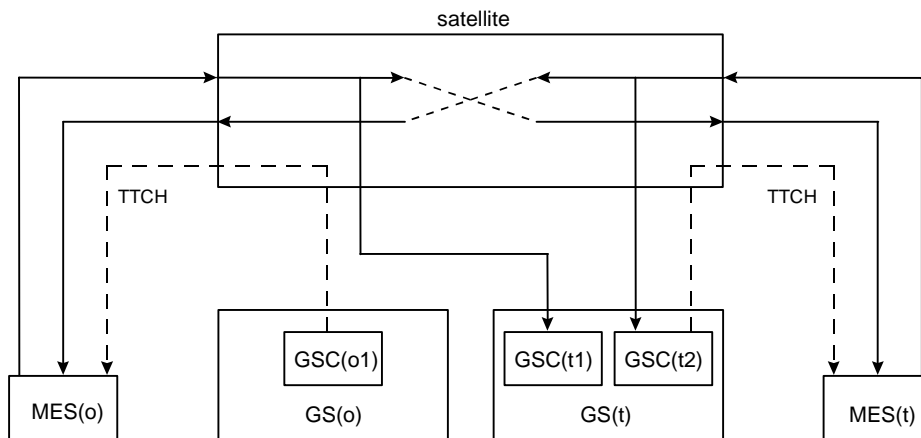 satellite
TTCH
TTCH
GSC(o1)
GSC(t1)
GSC(t2)
MES(o)
GS(o)
GS(t)
MES(t)